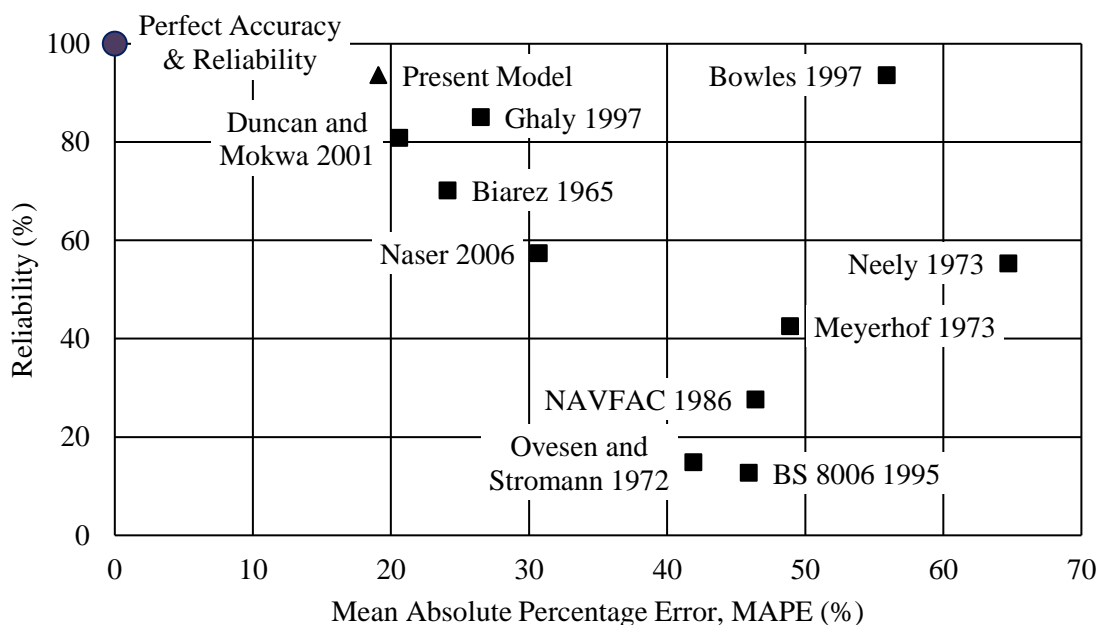 Perfect Accuracy
& Reliability
Present Model
Bowles 1997
Duncan and
Mokwa 2001
Ghaly 1997
Biarez 1965
Naser 2006
Neely 1973
Meyerhof 1973
NAVFAC 1986
Ovesen and
Stromann 1972
BS 8006 1995
100
80
60
40
20
0
Reliability (%)
0 10 20 30 40 50 60 70
Mean Absolute Percentage Error, MAPE (%)